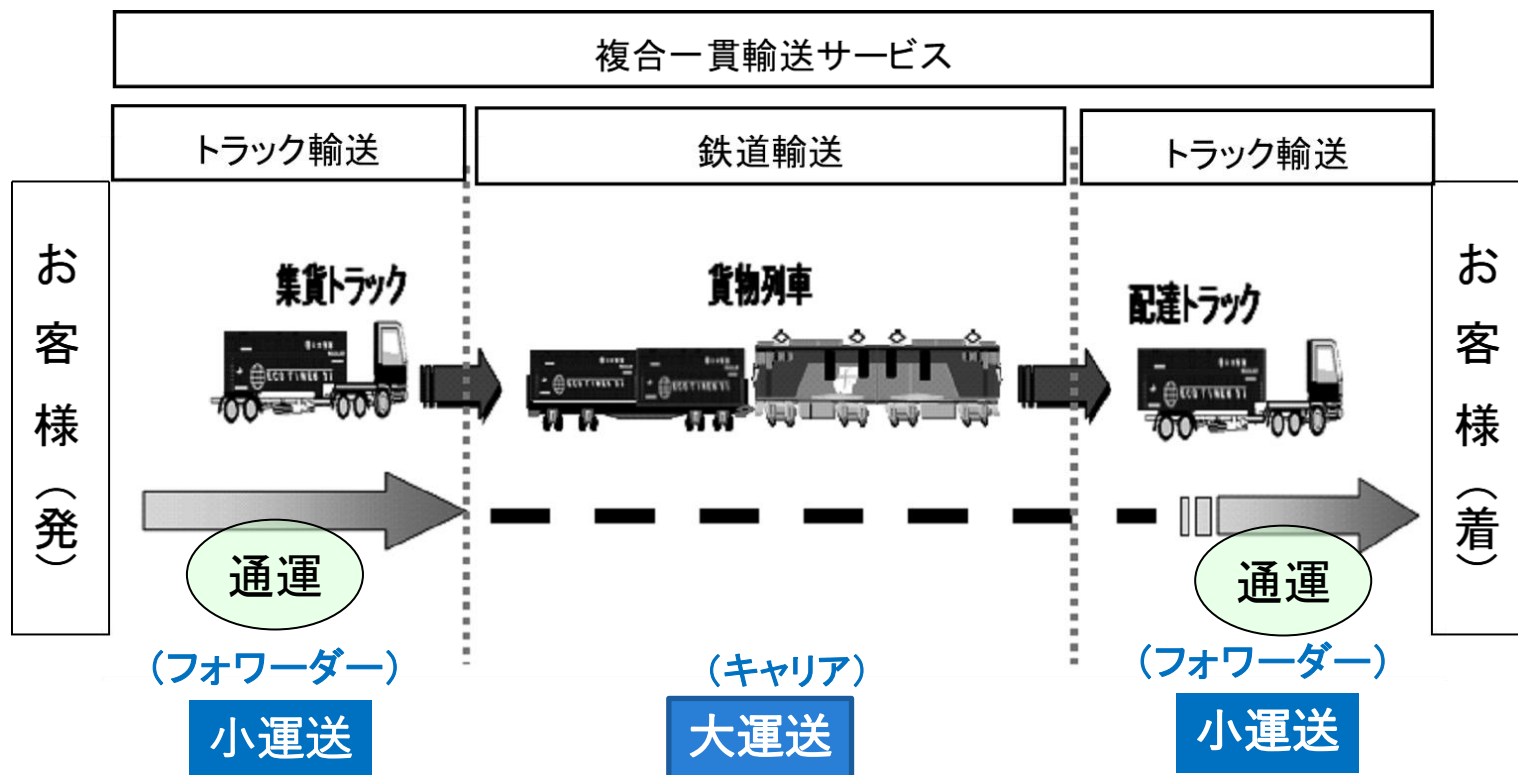 複合一貫輸送サービス
トラック輸送
鉄道輸送
トラック輸送
お客様（発）
集貨トラック
貨物列車
配達トラック
お客様（着）
通運
通運
（フォワーダー）
（キャリア）
（フォワーダー）
小運送
大運送
小運送